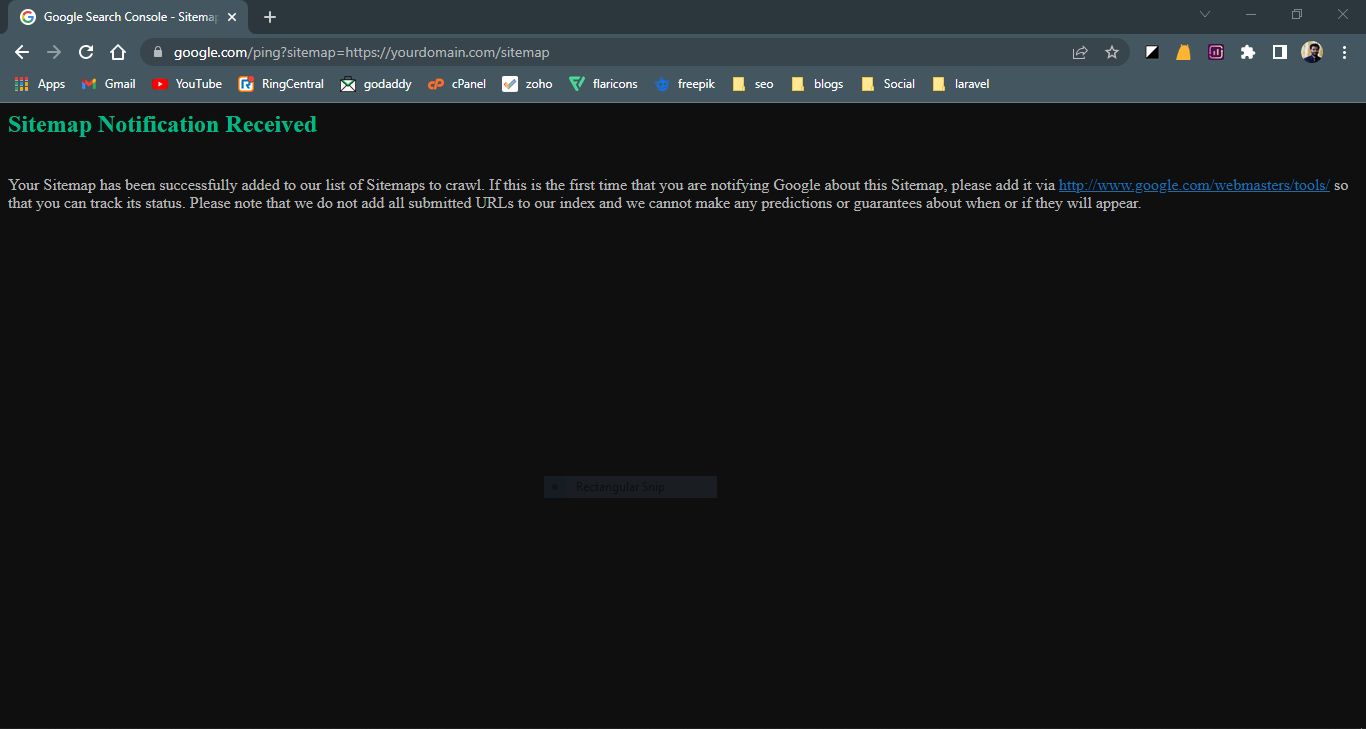 Google Search Console - Sitema
google.com/ping?sitemap=https://yourdomain.com/sitemap
Apps Gmail YouTube RingCentral godaddy cPanel zoho flaricons freepik seo blogs Social laravel
Sitemap Notification Received
Your Sitemap has been successfully added to our list of Sitemaps to crawl. If this is the first time that you are notifying Google about this Sitemap, please add it via http://www.google.com/webmasters/tools/ so
that you can track its status. Please note that we do not add all submitted URLs to our index and we cannot make any predictions or guarantees about when or if they will appear.
Rectangular Snip